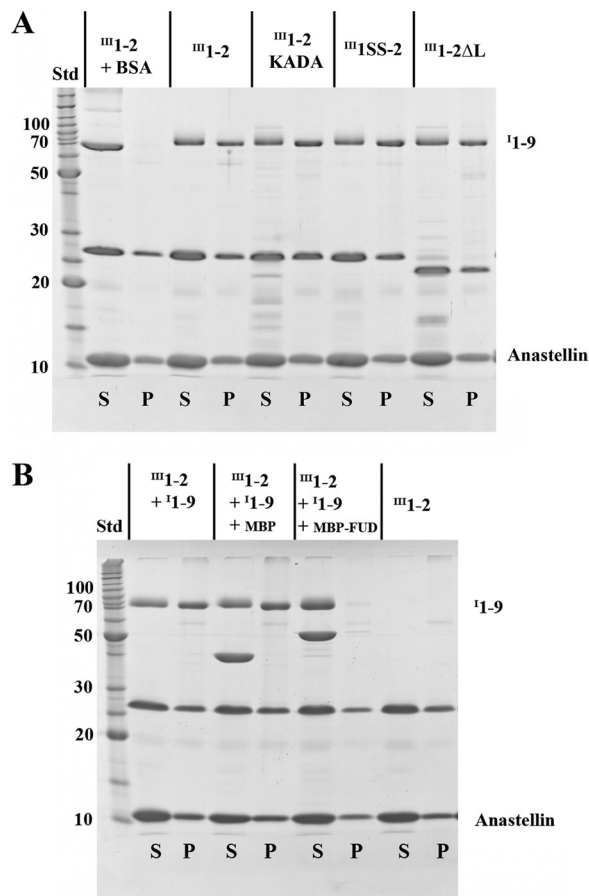 A
Std
III1-2
+ BSA
III1-2
III1-2
KADA
III1SS-2
III1-2ΔL
100
70
50
30
20
10
I1-9
Anastellin
S P S P S P S P S P
B
Std
III1-2
+ I1-9
III1-2
+ I1-9
+ MBP
III1-2
+ I1-9
+ MBP-FUD
III1-2
100
70
50
30
20
10
I1-9
Anastellin
S P S P S P S P